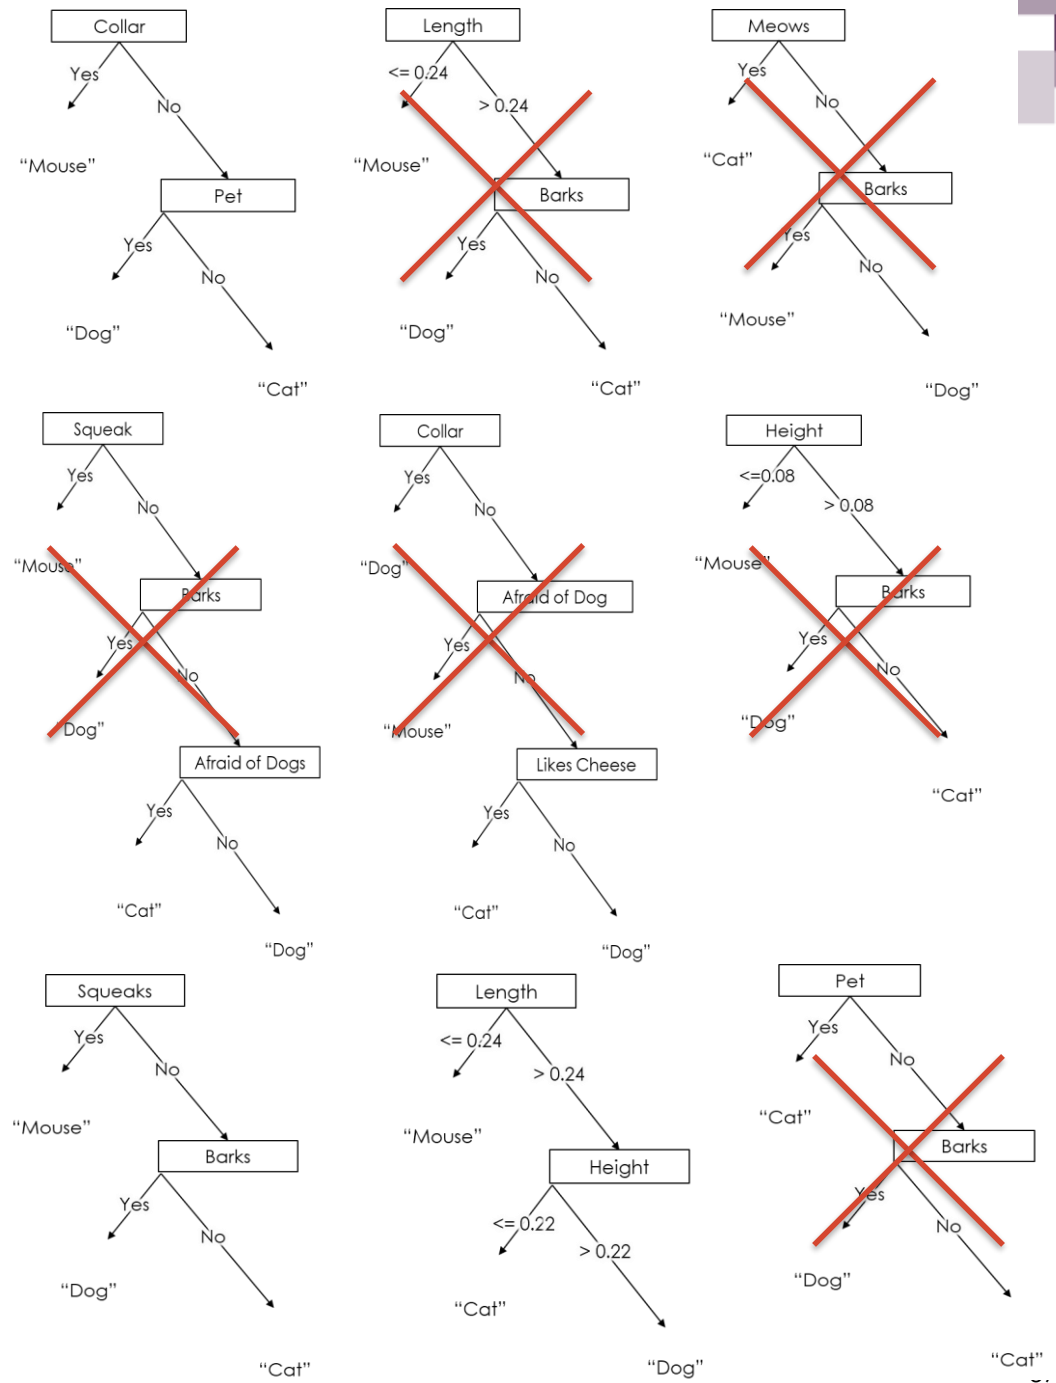 Collar
Yes
No
“Mouse”
Pet
Yes
No
“Dog”
“Cat”
Length
<= 0.24
> 0.24
“Mouse”
Barks
Yes
No
“Dog”
“Cat”
Meows
Yes
No
“Cat”
Barks
Yes
No
“Mouse”
“Dog”
Squeak
Yes
No
“Mouse”
Barks
Yes
No
“Dog”
Afraid of Dogs
Yes
No
“Cat”
“Dog”
Collar
Yes
No
“Dog”
Afraid of Dog
Yes
No
“Mouse”
Likes Cheese
Yes
No
“Cat”
“Dog”
Height
<=0.08
> 0.08
“Mouse”
Barks
Yes
No
“Dog”
“Cat”
Squeaks
Yes
No
“Mouse”
Barks
Yes
No
“Dog”
“Cat”
Length
<= 0.24
> 0.24
“Mouse”
Height
<= 0.22
> 0.22
“Cat”
“Dog”
Pet
Yes
No
“Cat”
Barks
Yes
No
“Dog”
“Cat”